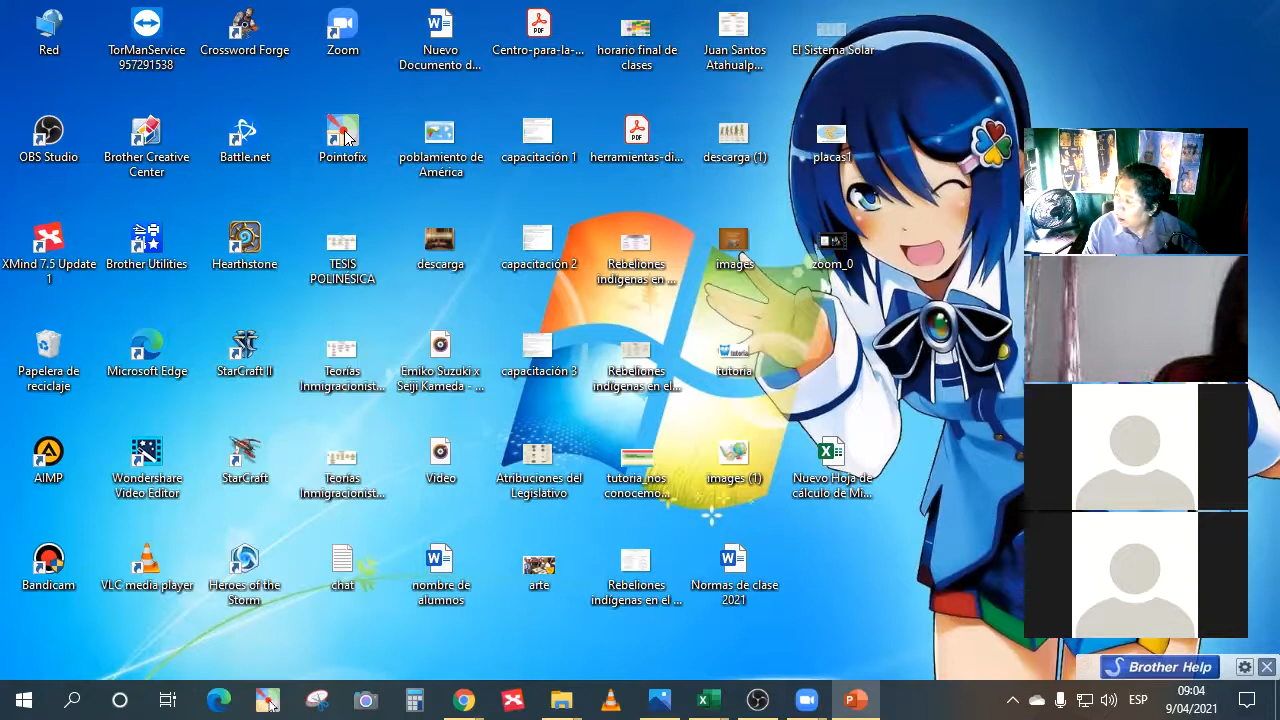 Red
TorManService
957291538
Crossword Forge
Zoom
Nuevo
Documento d...
Centro-para-la-...
horario final de
clases
Juan Santos
Atahualp...
El Sistema Solar
OBS Studio
Brother Creative
Center
Battle.net
Pointofix
poblamiento de
América
capacitación 1
herramientas-di...
descarga (1)
placas1
XMind 7.5 Update
1
Brother Utilities
Hearthstone
TESIS
POLINÉSICA
descarga
capacitación 2
Rebeliones
indígenas en ...
images
zoom_0
Papelera de
reciclaje
Microsoft Edge
StarCraft II
Teorías
Inmigracionist...
Emiko Suzuki x
Seiji Kameda - ...
capacitación 3
Rebeliones
indígenas en el...
tutoria
AIMP
Wondershare
Video Editor
StarCraft
Teorías
Inmigracionist...
Video
Atribuciones del
Legislativo
tutoria_nos
conocemo...
images (1)
Nuevo Hoja de
cálculo de Mi...
Bandicam
VLC media player
Heroes of the
Storm
chat
nombre de
alumnos
arte
Rebeliones
indígenas en el ...
Normas de clase
2021
Brother Help
ESP
09:04
9/04/2021